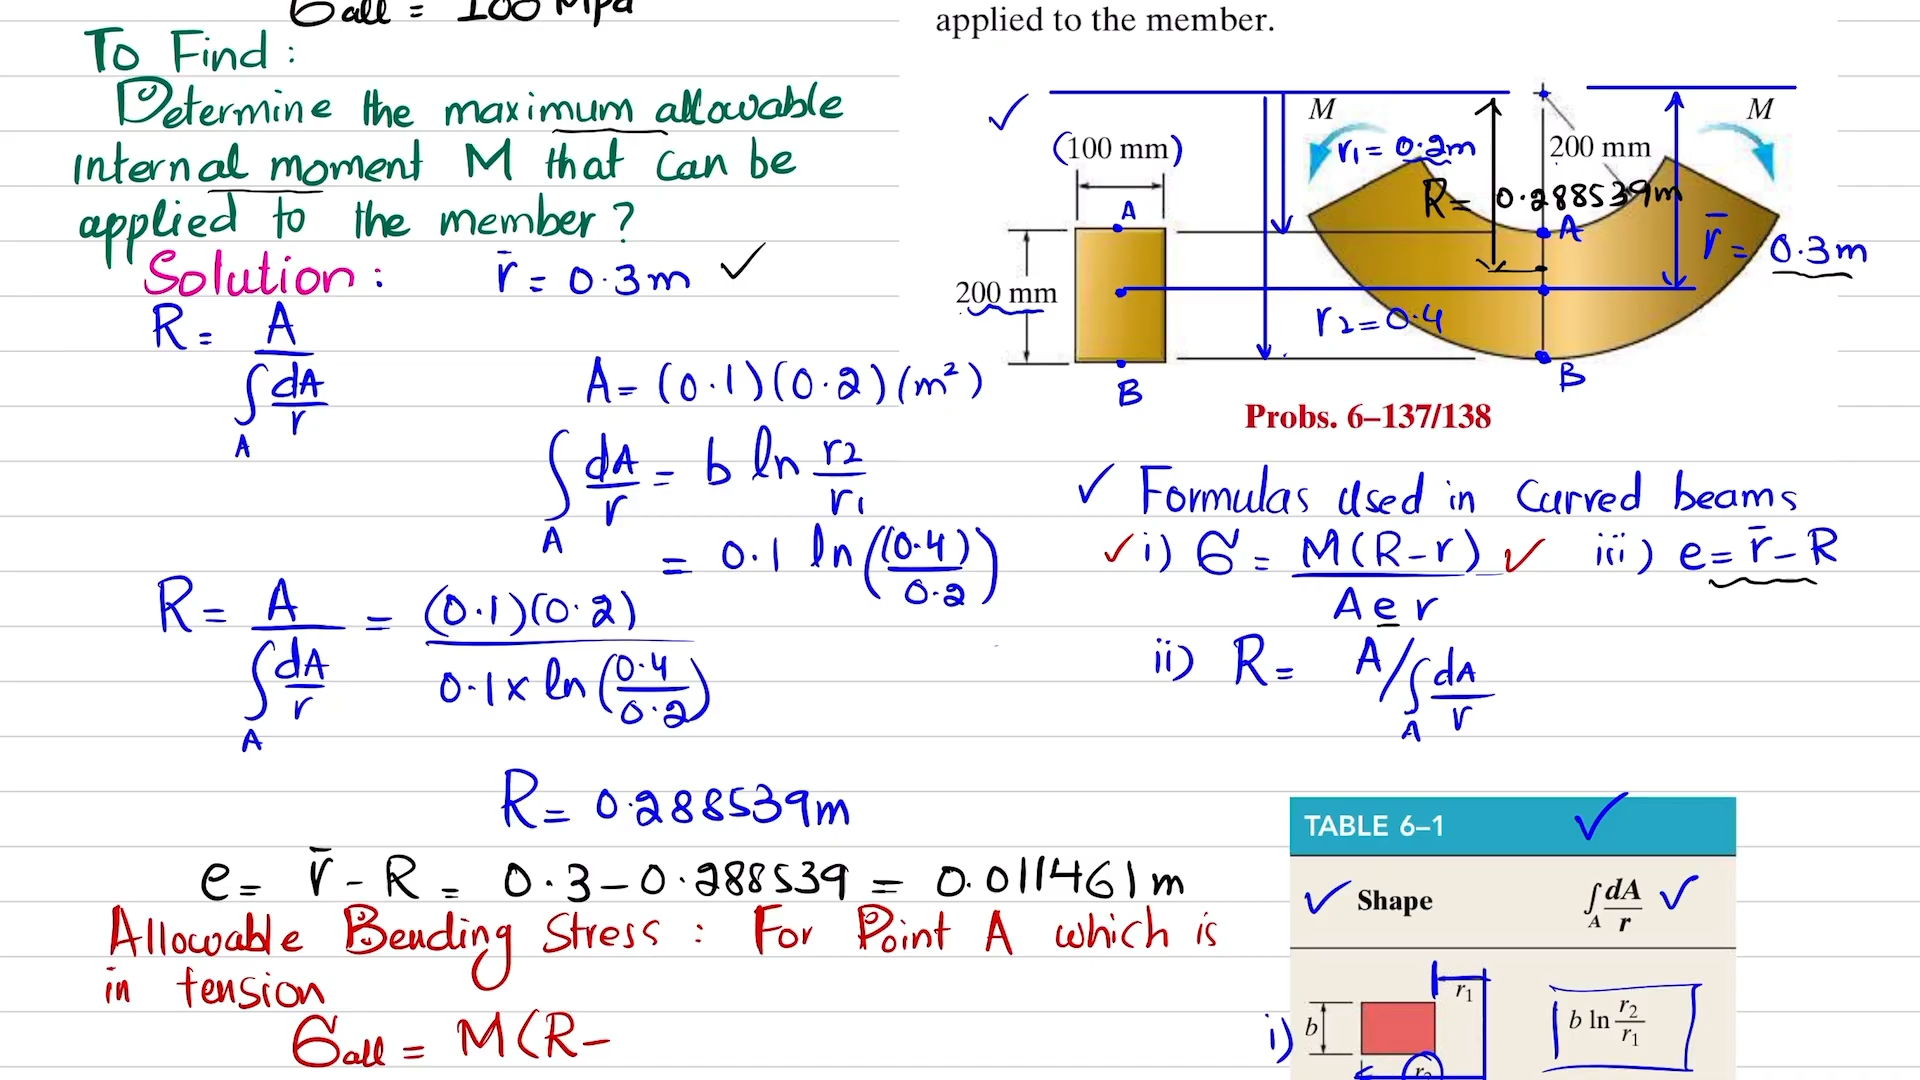 σall = 100 Mpa
To Find :
Determine the maximum allowable
internal moment M that can be
applied to the member ?
Solution : r̄ = 0.3m ✓
R = A / ∫A dA/r
A = (0.1)(0.2)(m²)
∫A dA/r = b ln r2/r1
= 0.1 ln((0.4)/0.2)
R = A / ∫A dA/r = (0.1)(0.2) / 0.1 x ln(0.4/0.2)
R = 0.288539m
e = r̄ - R = 0.3 - 0.288539 = 0.011461m
Allowable Bending Stress : For Point A which is
in tension
σall = M(R-
applied to the member.
✓
(100 mm)
A
200 mm
B
M
M
r1 = 0.2m
200 mm
R = 0.288539m
A
r̄ = 0.3m
r2 = 0.4
B
Probs. 6–137/138
✓ Formulas Used in Curved beams
✓ i) σ = M(R-r) / A e r ✓ iii) e = r̄ - R
ii) R = A / ∫A dA/r
TABLE 6–1 ✓
✓ Shape ∫A dA/r ✓
i) b r1 r2
b ln r2/r1